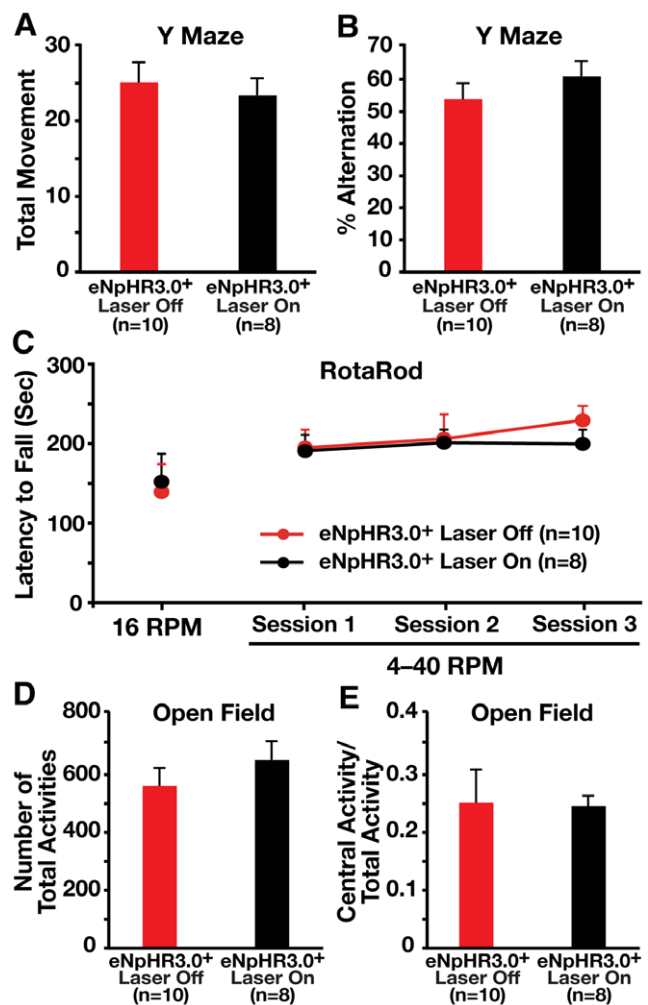 A
Y Maze
Total Movement
30
20
10
0
eNpHR3.0+
Laser Off
(n=10)
eNpHR3.0+
Laser On
(n=8)
B
Y Maze
% Alternation
70
60
50
40
30
20
10
0
eNpHR3.0+
Laser Off
(n=10)
eNpHR3.0+
Laser On
(n=8)
C
RotaRod
Latency to Fall (Sec)
300
200
100
0
eNpHR3.0+ Laser Off (n=10)
eNpHR3.0+ Laser On (n=8)
16 RPM
Session 1
Session 2
Session 3
4–40 RPM
D
Open Field
Number of
Total Activities
800
600
400
200
0
eNpHR3.0+
Laser Off
(n=10)
eNpHR3.0+
Laser On
(n=8)
E
Open Field
Central Activity/
Total Activity
0.4
0.3
0.2
0.1
0
eNpHR3.0+
Laser Off
(n=10)
eNpHR3.0+
Laser On
(n=8)